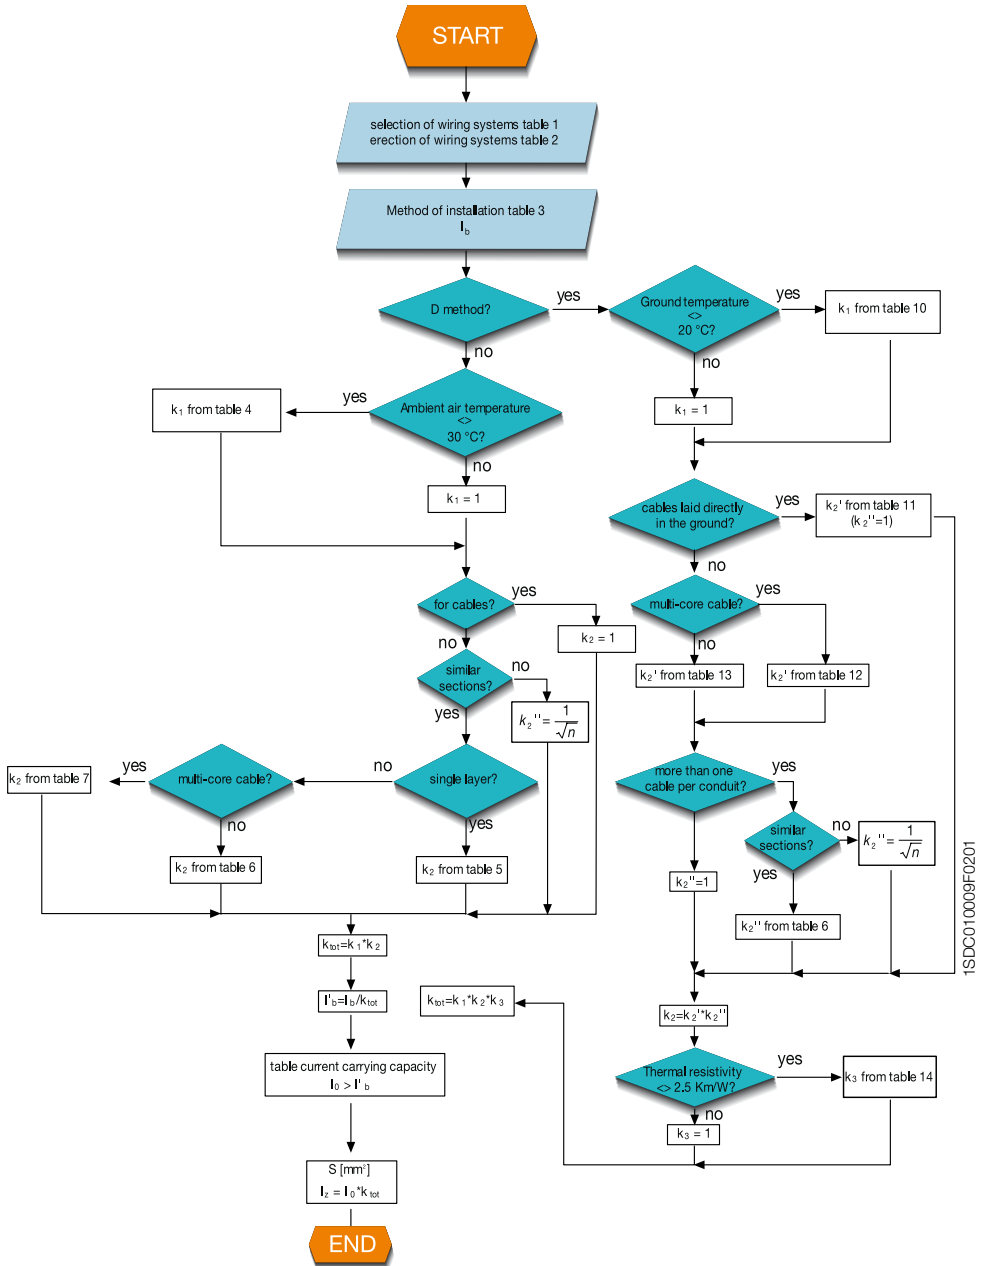 START
selection of wiring systems table 1
erection of wiring systems table 2
Method of installation table 3
I b
D method?
yes
Ground temperature
<>
20 °C?
yes
k1 from table 10
no
no
k1 = 1
Ambient air temperature
<>
30 °C?
yes
k1 from table 4
no
k1 = 1
cables laid directly
in the ground?
yes
k2' from table 11
(k2''=1)
no
for cables?
yes
k2 = 1
no
multi-core cable?
yes
no
k2' from table 13
k2' from table 12
similar
sections?
no
k2'' = 1/√n
yes
single layer?
no
multi-core cable?
yes
k2 from table 7
no
k2 from table 6
yes
k2 from table 5
more than one
cable per conduit?
yes
similar
sections?
no
k2'' = 1/√n
yes
k2''=1
k2'' from table 6
ktot=k1*k2
I'b=Ib/ktot
table current carrying capacity
I0 > I'b
S [mm²]
Iz = I0*ktot
END
k2=k2'*k2''
ktot=k1*k2*k3
Thermal resistivity
<> 2.5 Km/W?
yes
k3 from table 14
no
k3 = 1
1SDC010009F0201